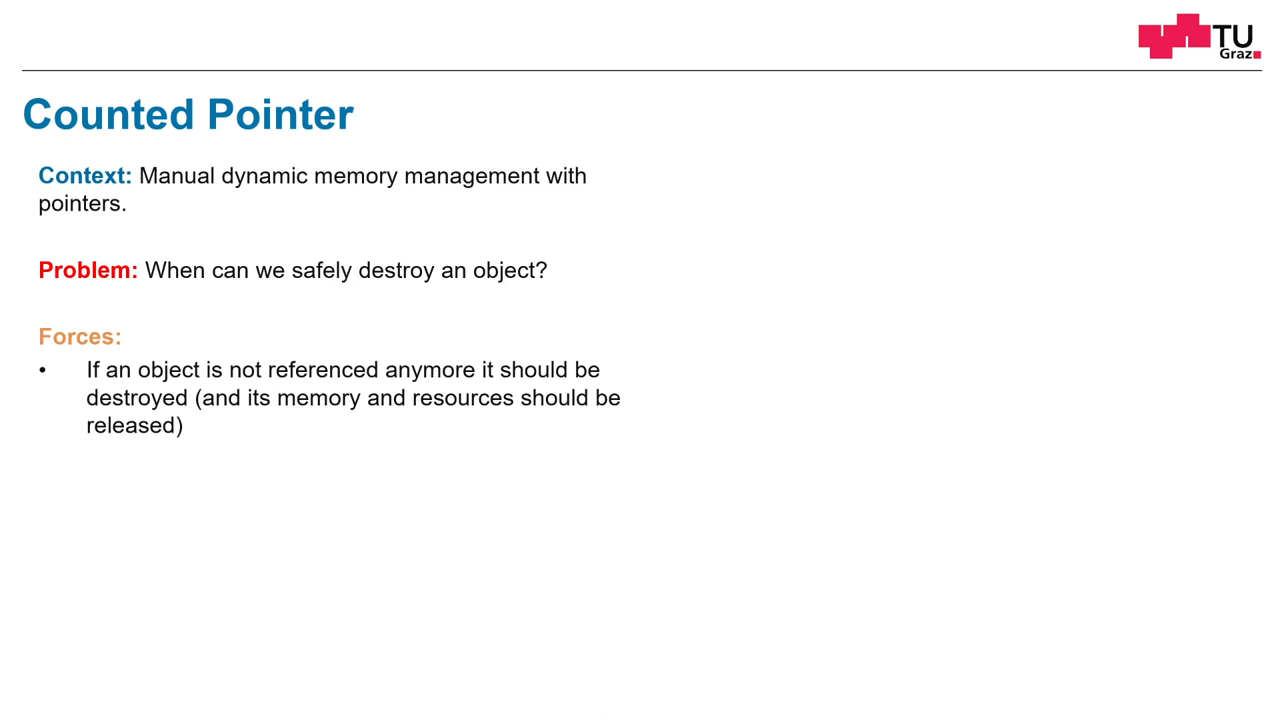 TU
Graz
Counted Pointer
Context: Manual dynamic memory management with
pointers.
Problem: When can we safely destroy an object?
Forces:
• If an object is not referenced anymore it should be
destroyed (and its memory and resources should be
released)